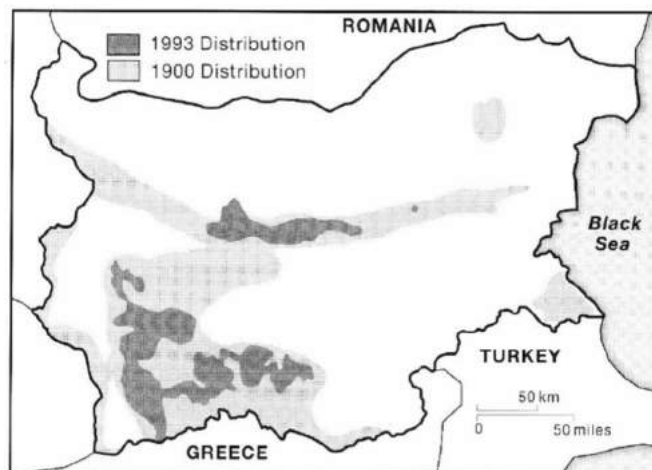 ROMANIA
1993 Distribution
1900 Distribution
Black
Sea
TURKEY
50 km
0 50 miles
GREECE